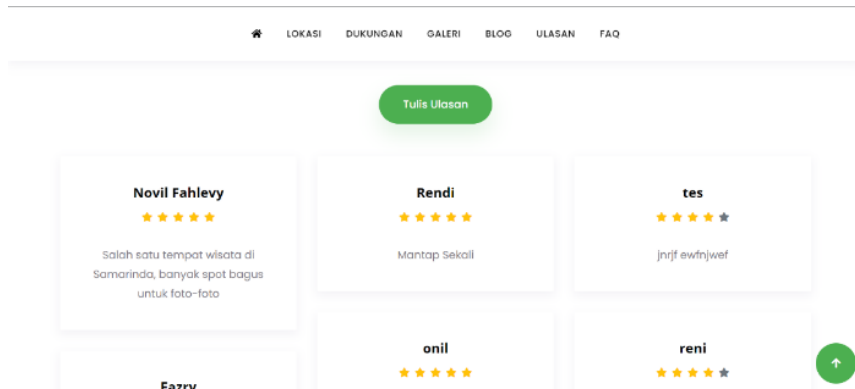 LOKASI DUKUNGAN GALERI BLOG ULASAN FAQ
Tulis Ulasan
Novil Fahlevy
Salah satu tempat wisata di
Samarinda, banyak spot bagus
untuk foto-foto
Rendi
Mantap Sekali
tes
jnrjf ewfnjwef
Fazry
onil
reni